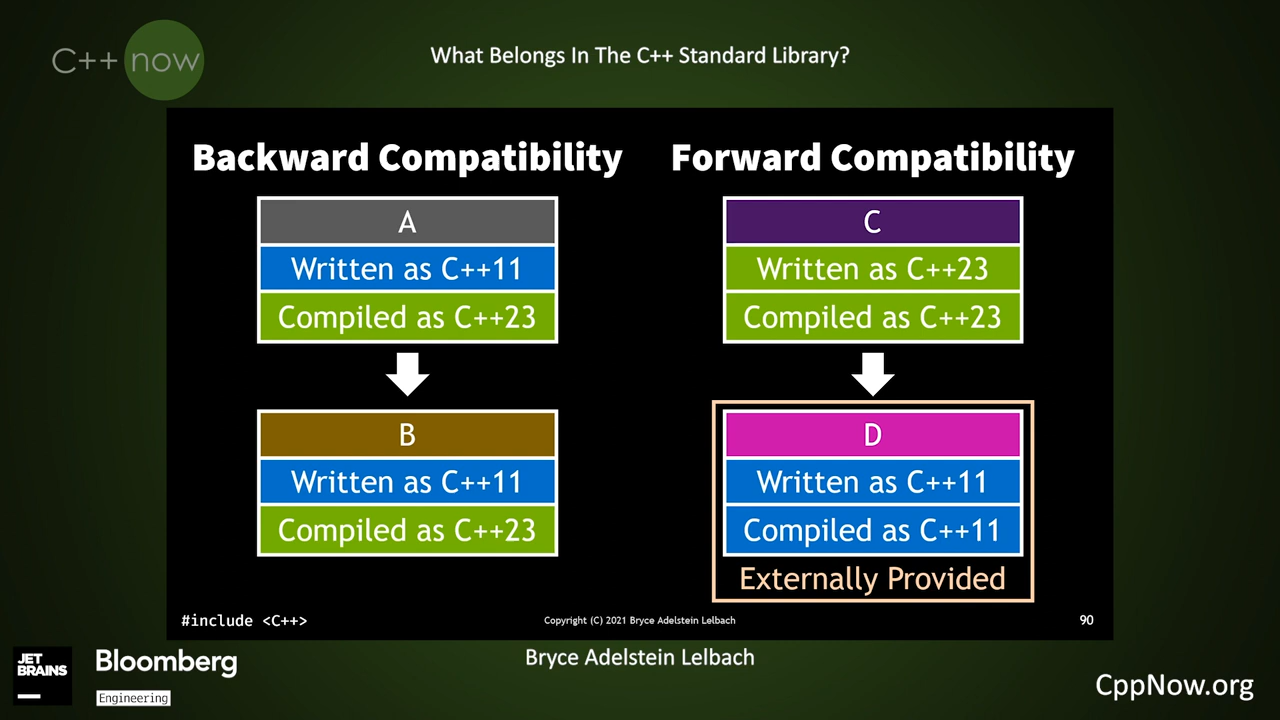 C++ now
What Belongs In The C++ Standard Library?
Backward Compatibility
A
Written as C++11
Compiled as C++23
B
Written as C++11
Compiled as C++23
Forward Compatibility
C
Written as C++23
Compiled as C++23
D
Written as C++11
Compiled as C++11
Externally Provided
#include <C++>
Copyright (C) 2021 Bryce Adelstein Lelbach
90
JET
BRAINS
Bloomberg
Engineering
Bryce Adelstein Lelbach
CppNow.org